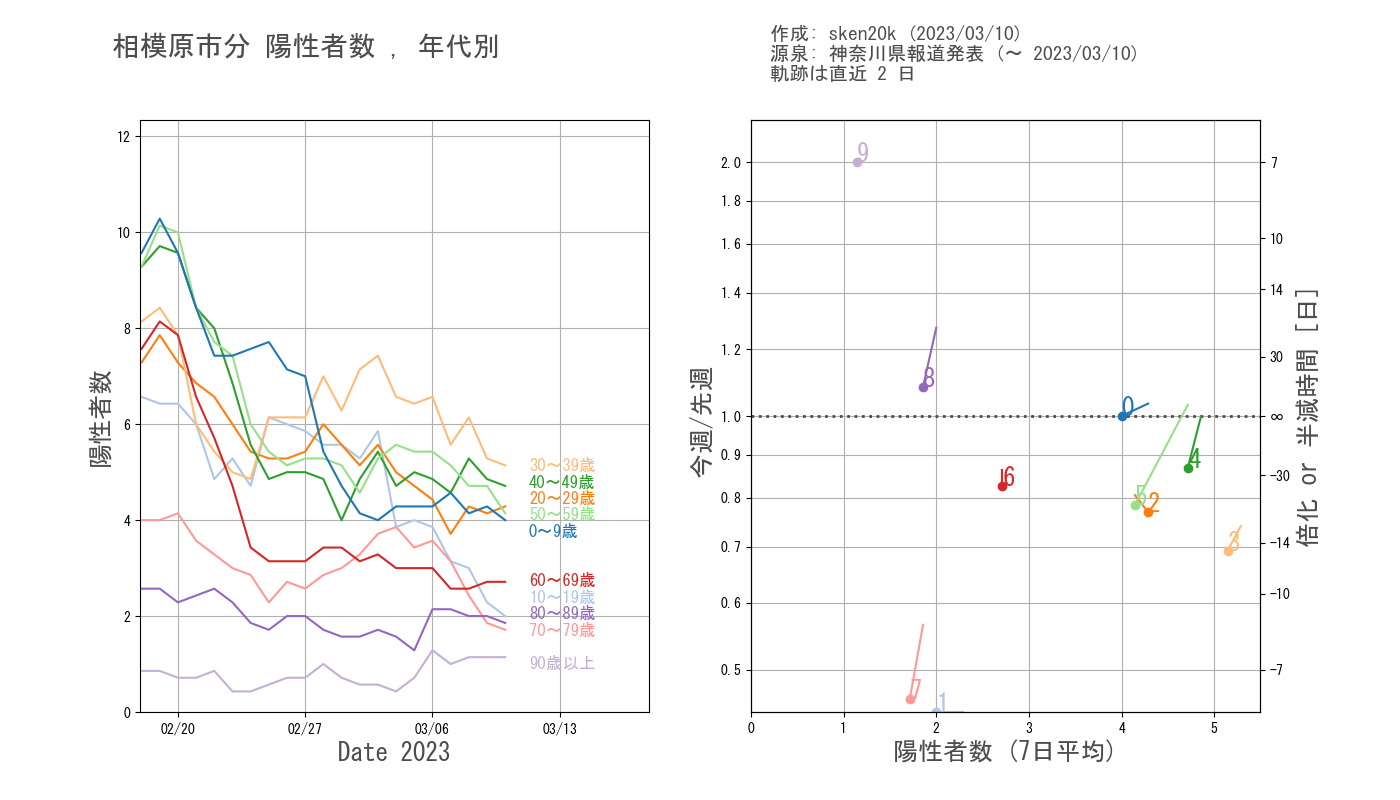 相模原市分 陽性者数 , 年代別
作成: sken20k (2023/03/10)
源泉: 神奈川県報道発表 (〜 2023/03/10)
軌跡は直近 2 日
陽性者数
12
10
8
6
4
2
0
02/20
02/27
03/06
03/13
Date 2023
30〜39歳
40〜49歳
20〜29歳
50〜59歳
0〜9歳
60〜69歳
10〜19歳
80〜89歳
70〜79歳
90歳以上
今週/先週
2.0
1.8
1.6
1.4
1.2
1.0
0.9
0.8
0.7
0.6
0.5
0
1
2
3
4
5
陽性者数 (7日平均)
9
8
0
6
4
5
2
3
7
1
7
10
14
30
∞
−30
−14
−10
−7
倍化 or 半減時間 [日]